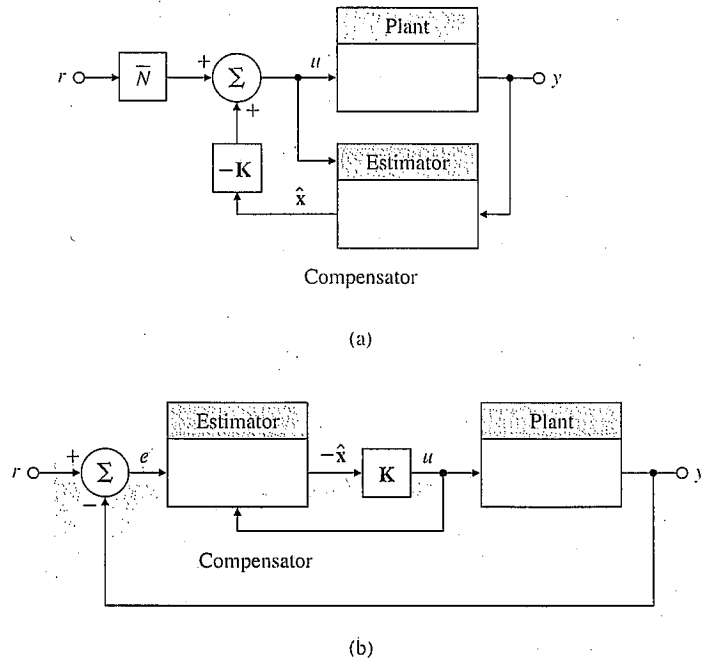 Plant
r N̅ + Σ u y
+
−K Estimator
x̂
Compensator
(a)
Estimator Plant
r + Σ e −x̂ K u y
−
Compensator
(b)